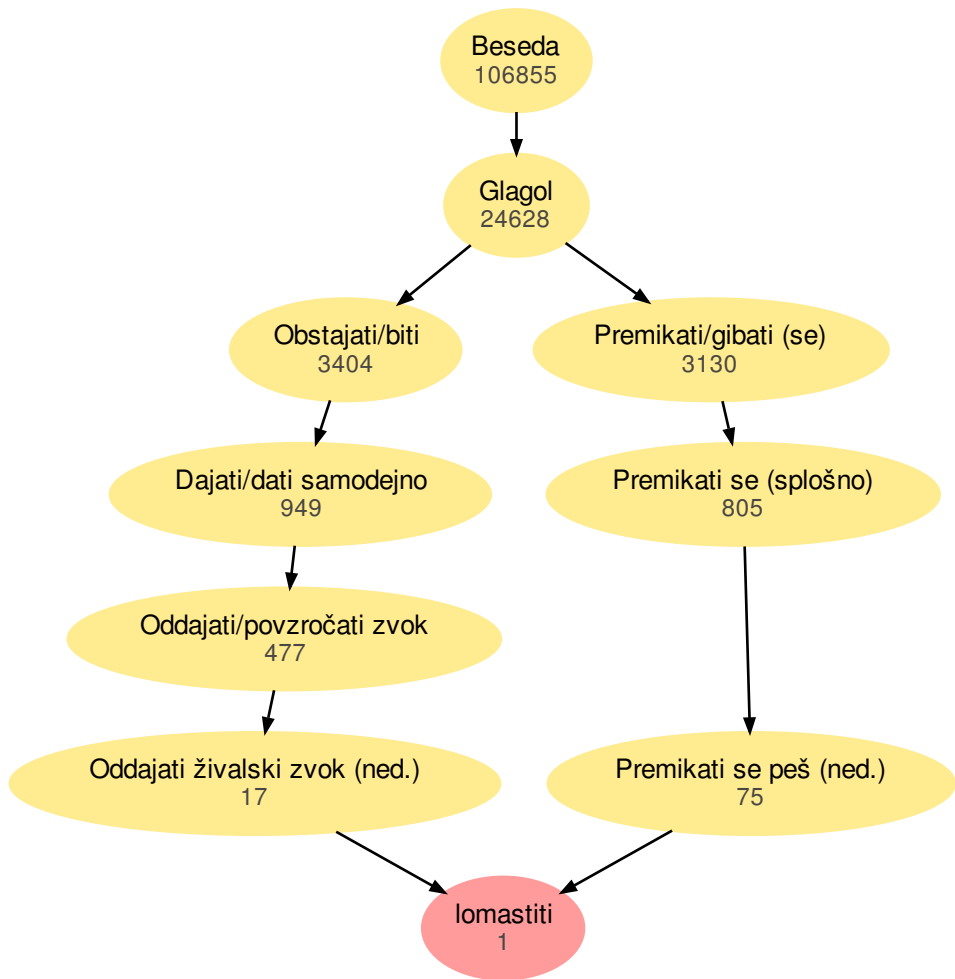 Beseda
106855
Glagol
24628
Obstajati/biti
3404
Premikati/gibati (se)
3130
Dajati/dati samodejno
949
Premikati se (splošno)
805
Oddajati/povzročati zvok
477
Oddajati živalski zvok (ned.)
17
Premikati se peš (ned.)
75
lomastiti
1